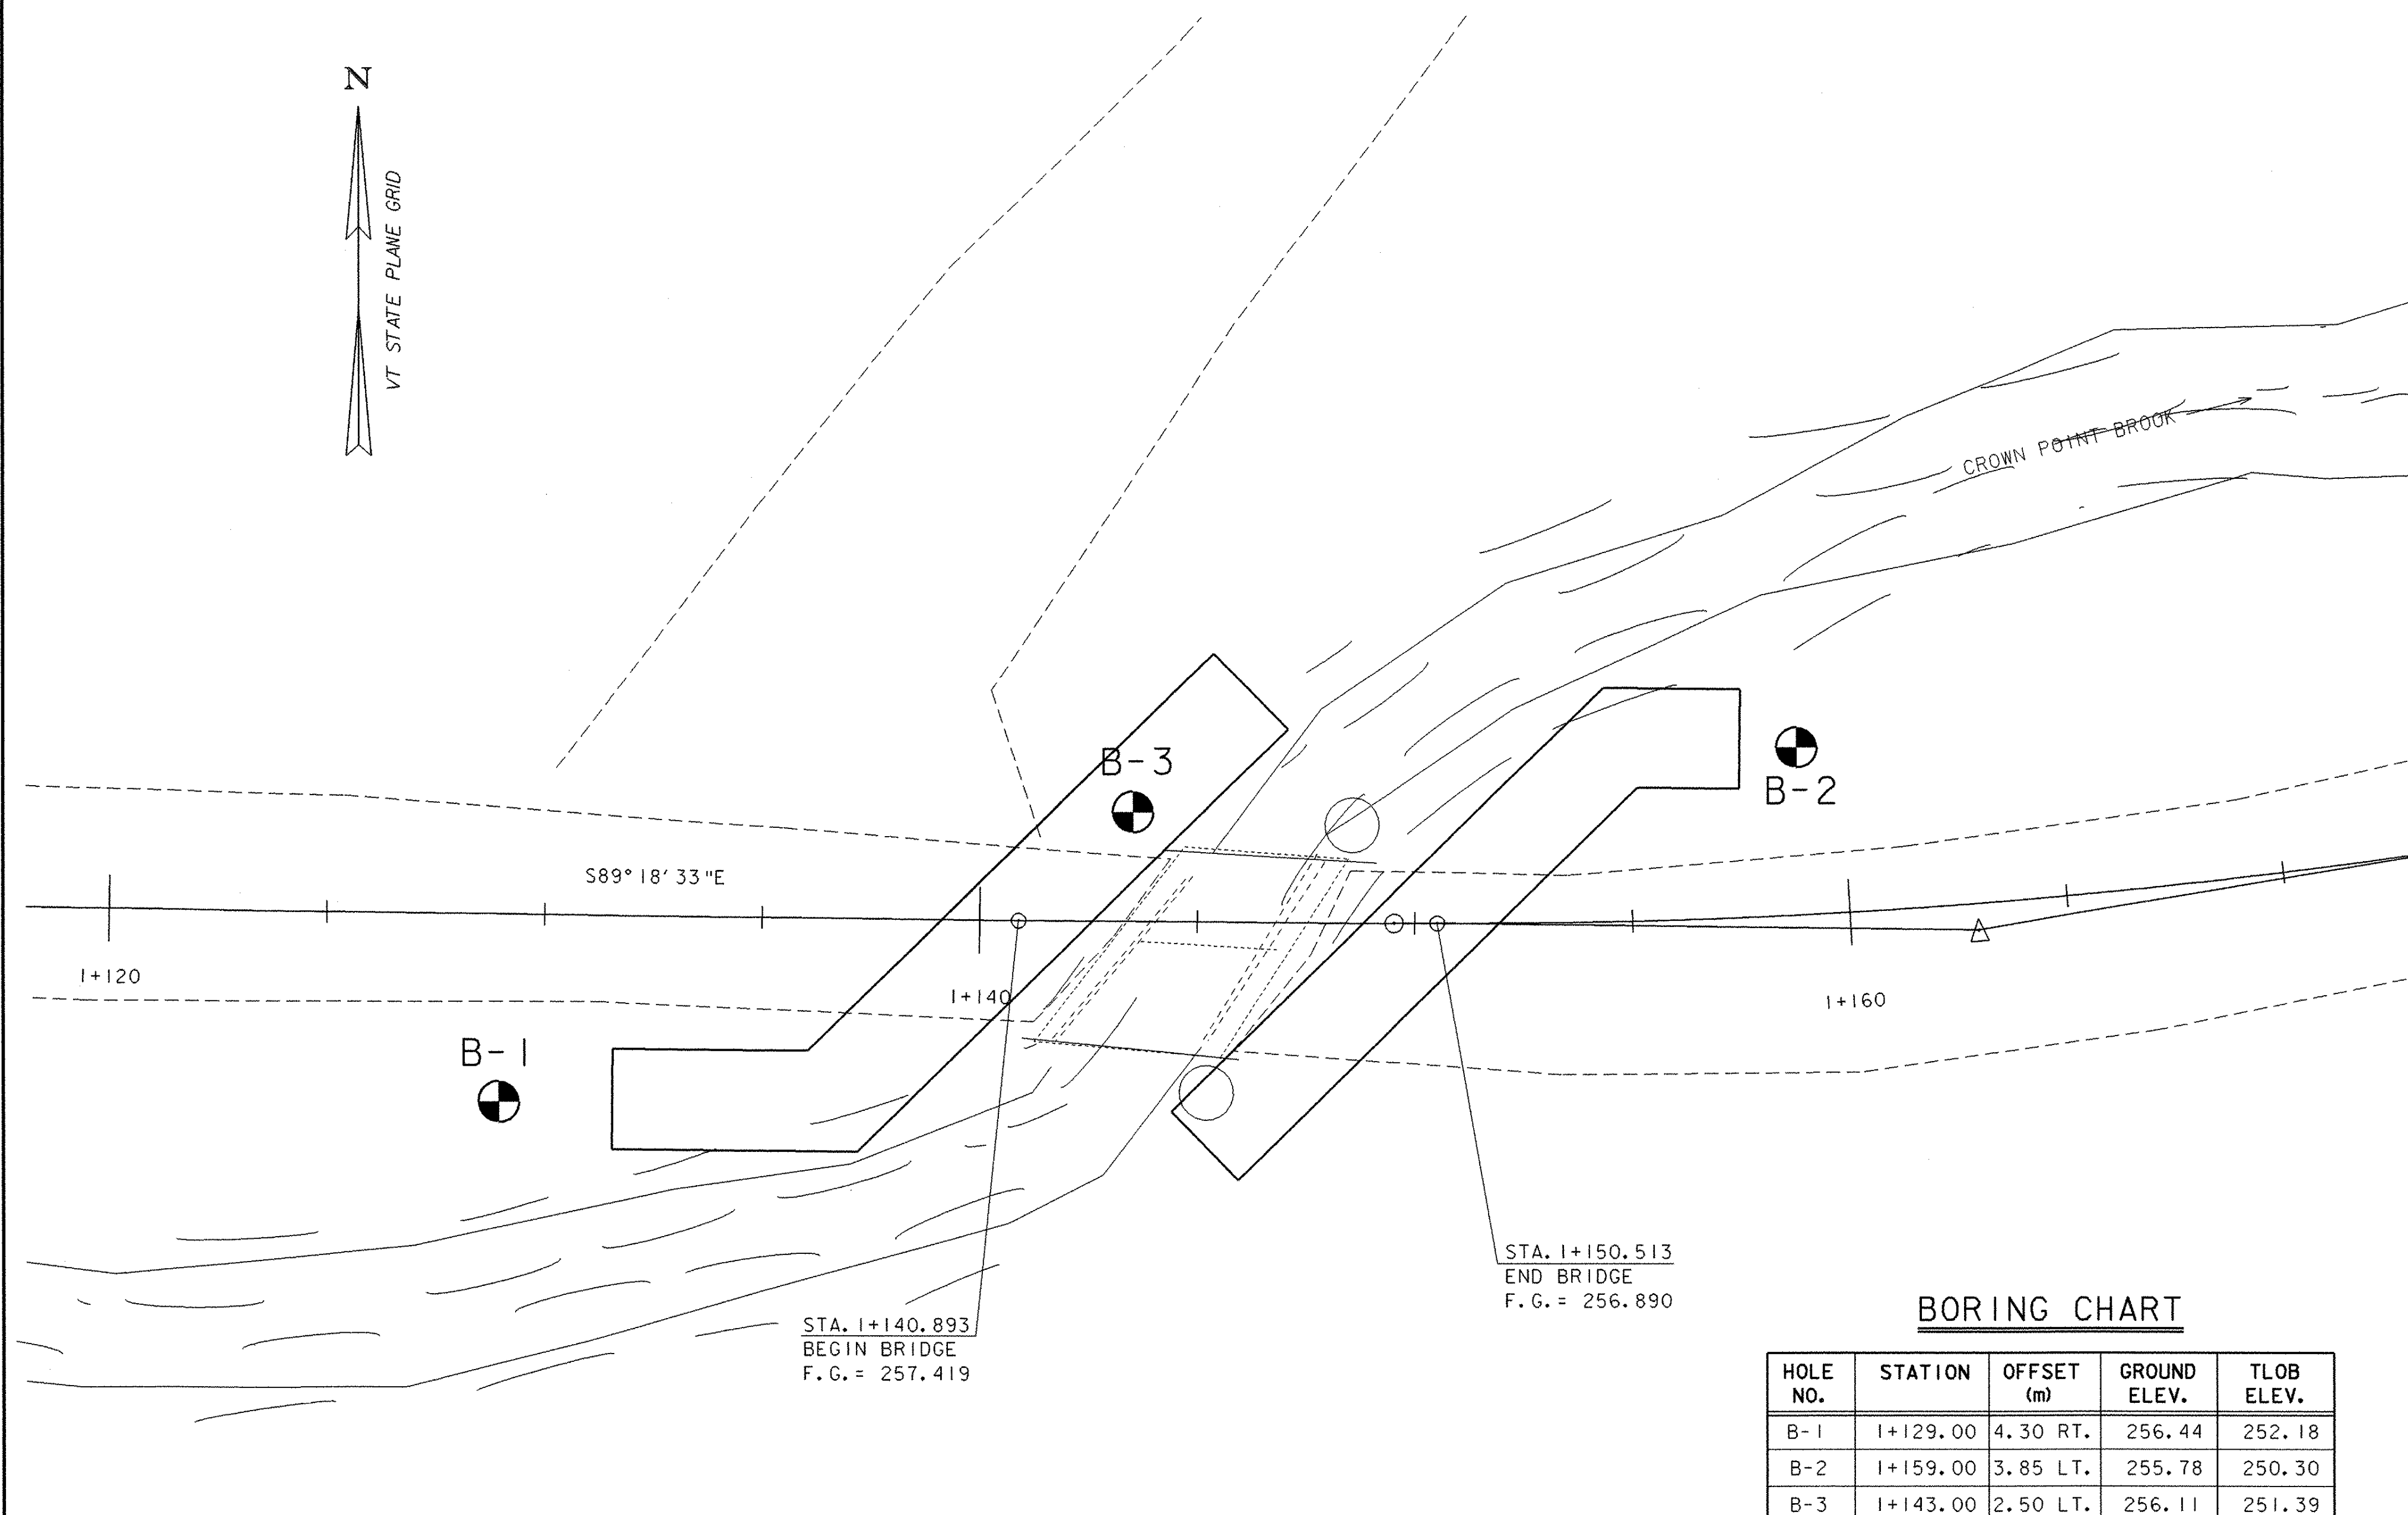 N
VT STATE PLANE GRID
CROWN POINT BROOK
B-3
B-2
S89°18'33"E
1+120
1+140
1+160
B-1
STA. 1+150.513
END BRIDGE
F.G.= 256.890
STA. 1+140.893
BEGIN BRIDGE
F.G.= 257.419
BORING CHART
HOLE NO. STATION OFFSET (m) GROUND ELEV. TLOB ELEV.
B-1 1+129.00 4.30 RT. 256.44 252.18
B-2 1+159.00 3.85 LT. 255.78 250.30
B-3 1+143.00 2.50 LT. 256.11 251.39